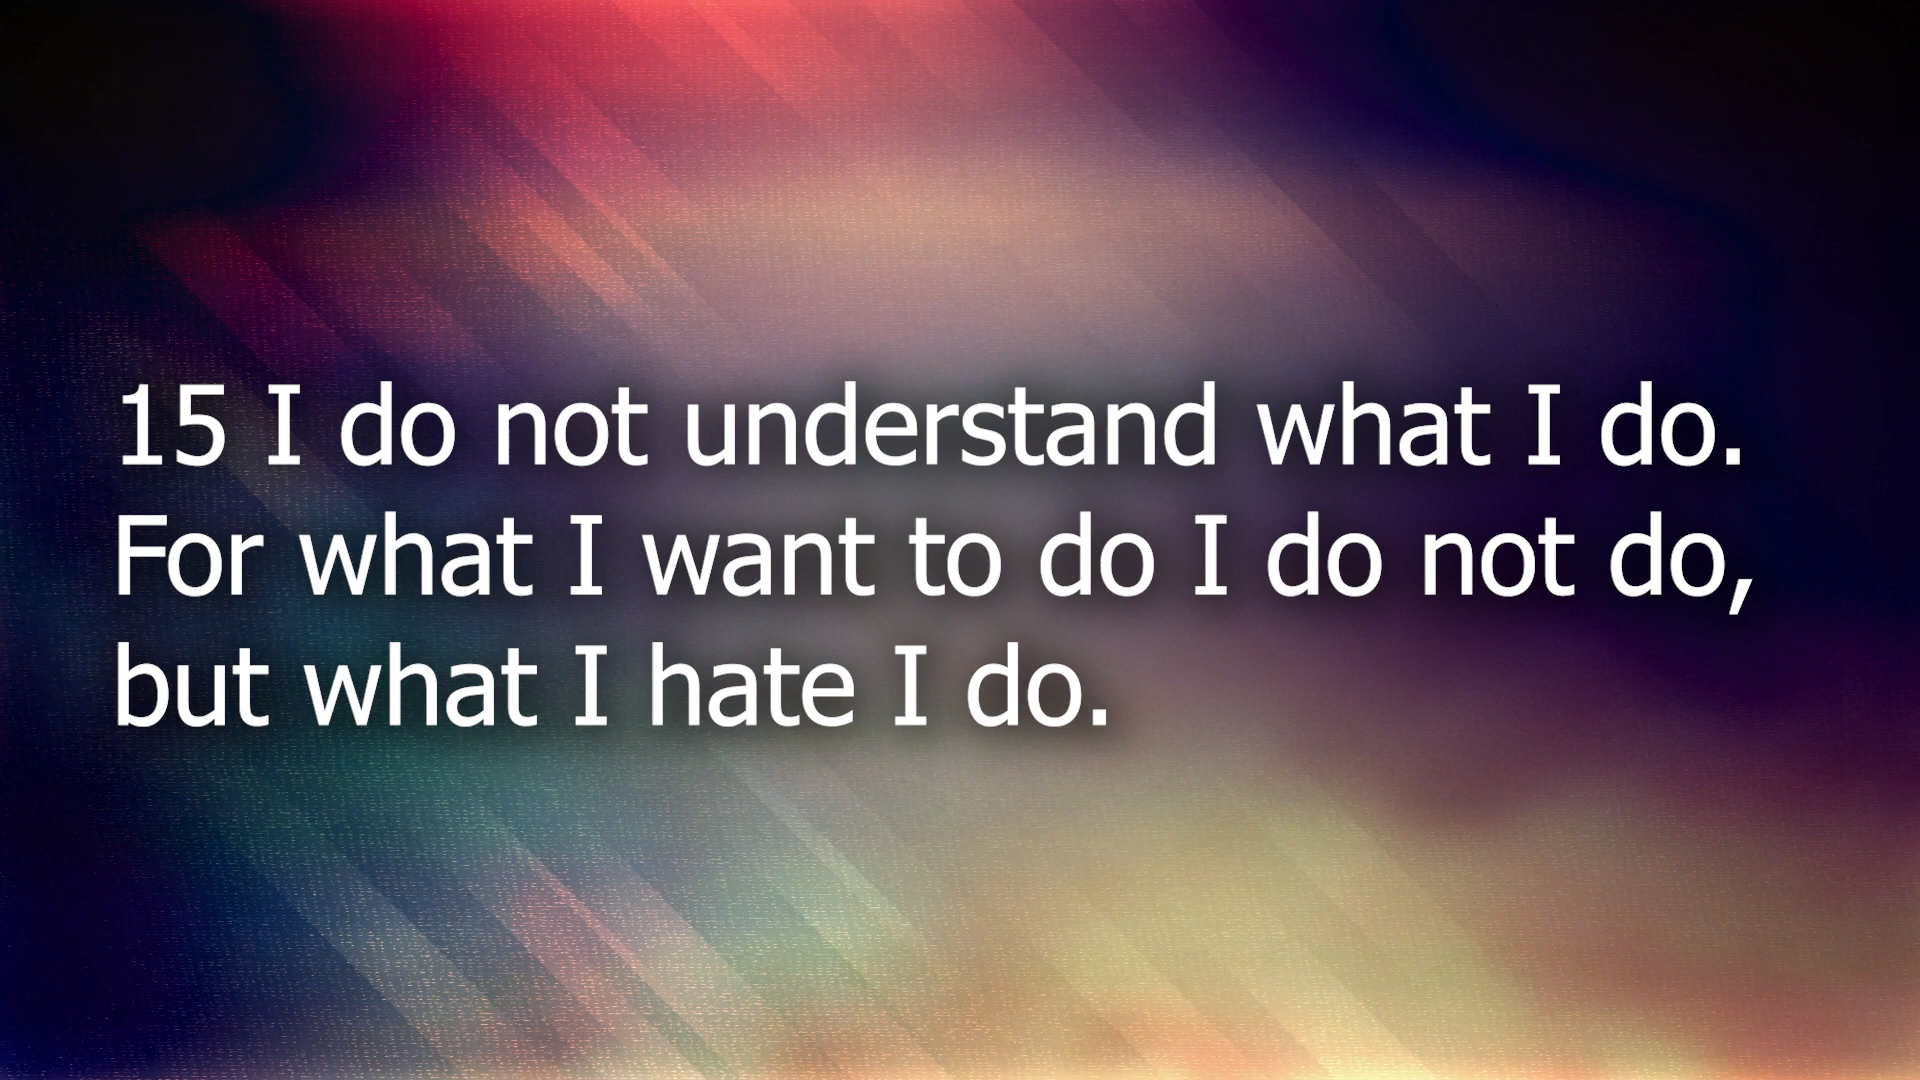 15 I do not understand what I do.
For what I want to do I do not do,
but what I hate I do.